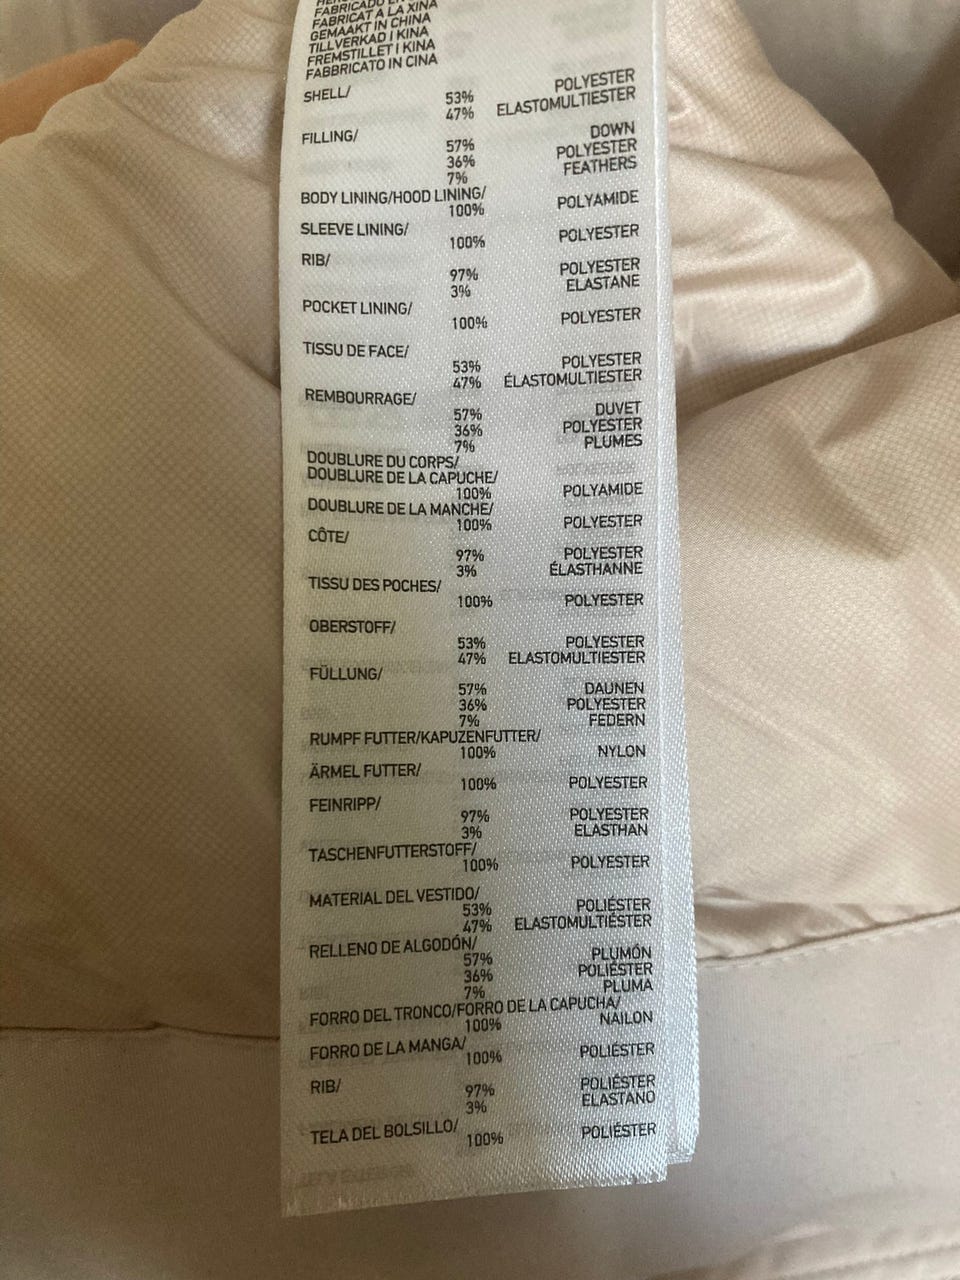 FABRICADO EN
FABRICAT A LA XINA
GEMAAKT IN CHINA
TILLVERKAD I KINA
FREMSTILLET I KINA
FABBRICATO IN CINA
SHELL/
53% POLYESTER
47% ELASTOMULTIESTER
FILLING/
57% DOWN
36% POLYESTER
7% FEATHERS
BODY LINING/HOOD LINING/
100% POLYAMIDE
SLEEVE LINING/
100% POLYESTER
RIB/
97% POLYESTER
3% ELASTANE
POCKET LINING/
100% POLYESTER
TISSU DE FACE/
53% POLYESTER
47% ÉLASTOMULTIESTER
REMBOURRAGE/
57% DUVET
36% POLYESTER
7% PLUMES
DOUBLURE DU CORPS/
DOUBLURE DE LA CAPUCHE/
100% POLYAMIDE
DOUBLURE DE LA MANCHE/
100% POLYESTER
CÔTE/
97% POLYESTER
3% ÉLASTHANNE
TISSU DES POCHES/
100% POLYESTER
OBERSTOFF/
53% POLYESTER
47% ELASTOMULTIESTER
FÜLLUNG/
57% DAUNEN
36% POLYESTER
7% FEDERN
RUMPF FUTTER/KAPUZENFUTTER/
100% NYLON
ÄRMEL FUTTER/
100% POLYESTER
FEINRIPP/
97% POLYESTER
3% ELASTHAN
TASCHENFUTTERSTOFF/
100% POLYESTER
MATERIAL DEL VESTIDO/
53% POLIÉSTER
47% ELASTOMULTIÉSTER
RELLENO DE ALGODÓN/
57% PLUMÓN
36% POLIÉSTER
7% PLUMA
FORRO DEL TRONCO/FORRO DE LA CAPUCHA/
100% NAILON
FORRO DE LA MANGA/
100% POLIÉSTER
RIB/
97% POLIÉSTER
3% ELASTANO
TELA DEL BOLSILLO/
100% POLIÉSTER